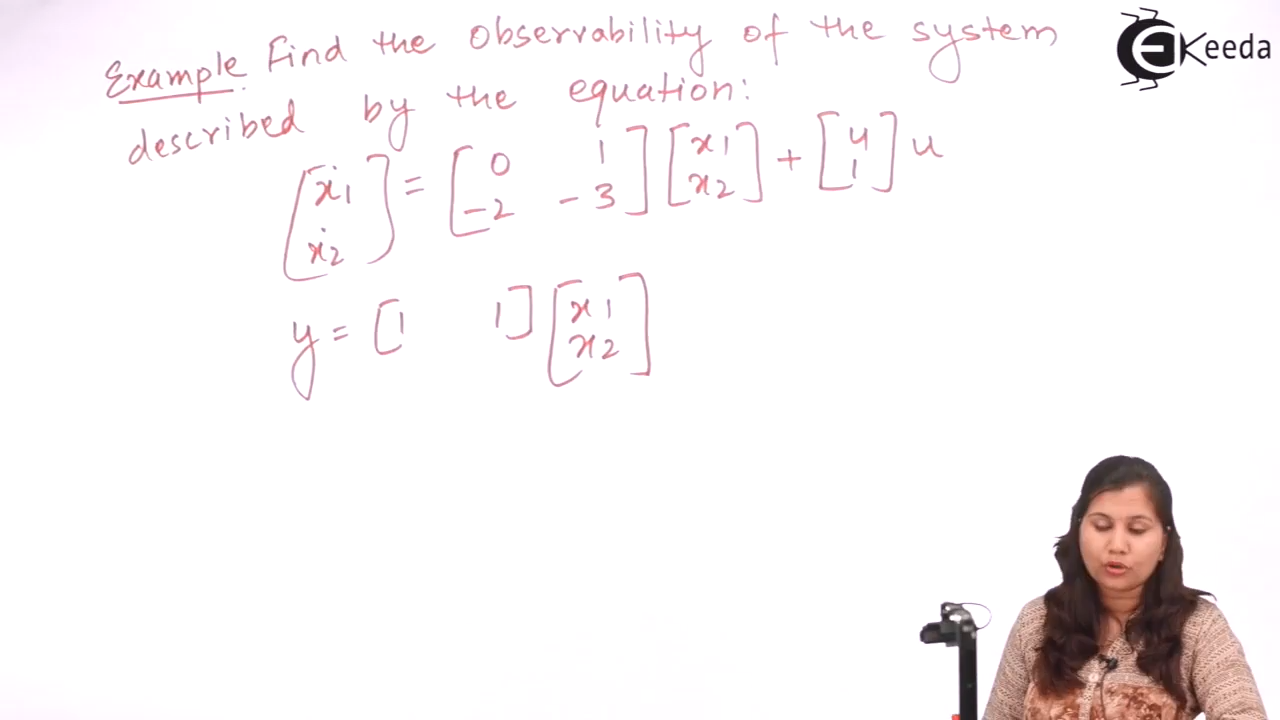 Example. Find the observability of the system
described by the equation:
[ẋ1 ẋ2] = [0 1 -2 -3] [x1 x2] + [4 1] u
y = [1 1] [x1 x2]
EKeeda